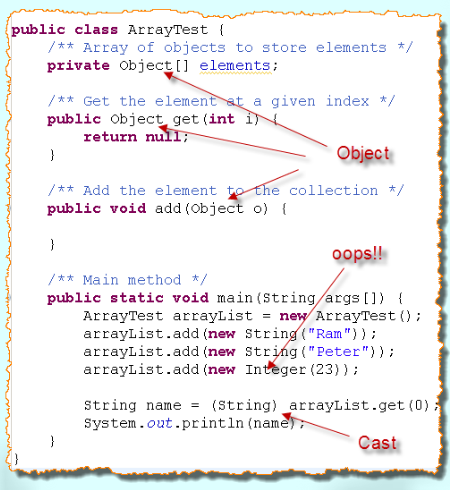 public class ArrayTest {
    /** Array of objects to store elements */
    private Object[] elements;

    /** Get the element at a given index */
    public Object get(int i) {
        return null;
    }
Object

    /** Add the element to the collection */
    public void add(Object o) {

    }
oops!!

    /** Main method */
    public static void main(String args[]) {
        ArrayTest arrayList = new ArrayTest();
        arrayList.add(new String("Ram"));
        arrayList.add(new String("Peter"));
        arrayList.add(new Integer(23));

        String name = (String) arrayList.get(0);
        System.out.println(name);
    }
Cast
}